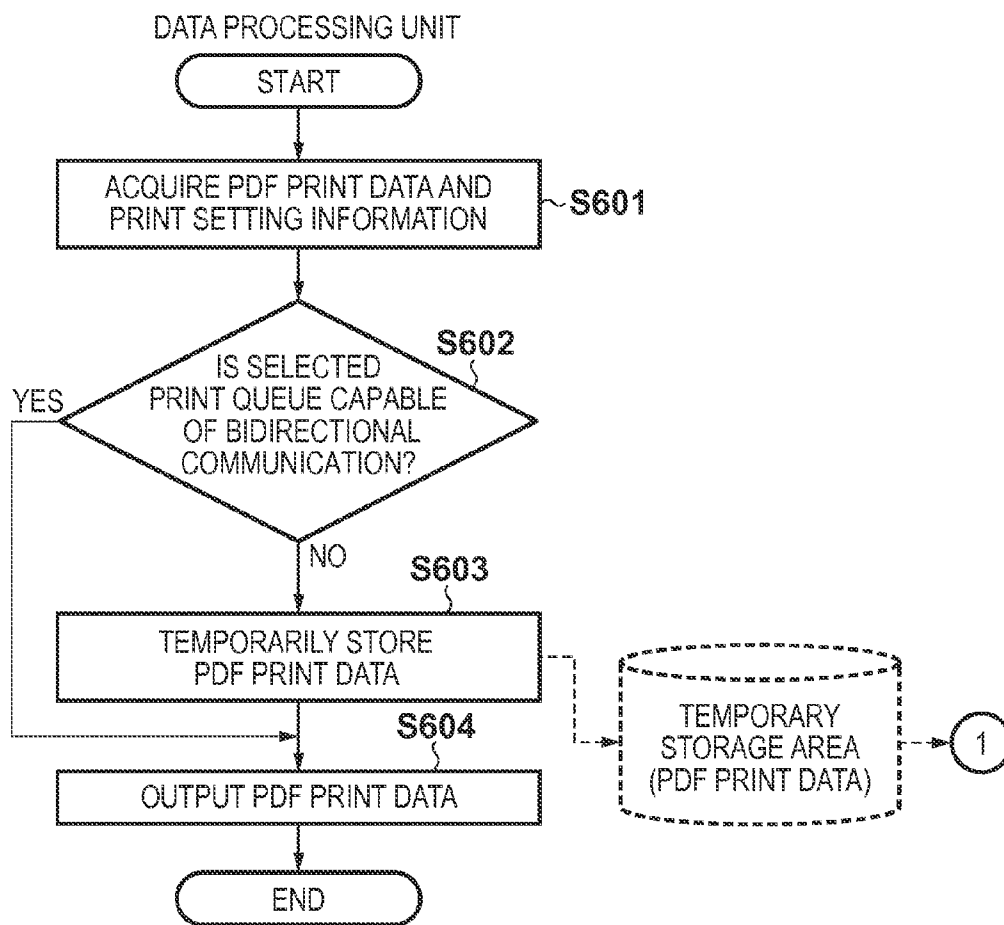 DATA PROCESSING UNIT
START
ACQUIRE PDF PRINT DATA AND
PRINT SETTING INFORMATION
S601
S602
IS SELECTED
PRINT QUEUE CAPABLE
OF BIDIRECTIONAL
COMMUNICATION?
YES
NO
S603
TEMPORARILY STORE
PDF PRINT DATA
TEMPORARY
STORAGE AREA
(PDF PRINT DATA)
1
S604
OUTPUT PDF PRINT DATA
END